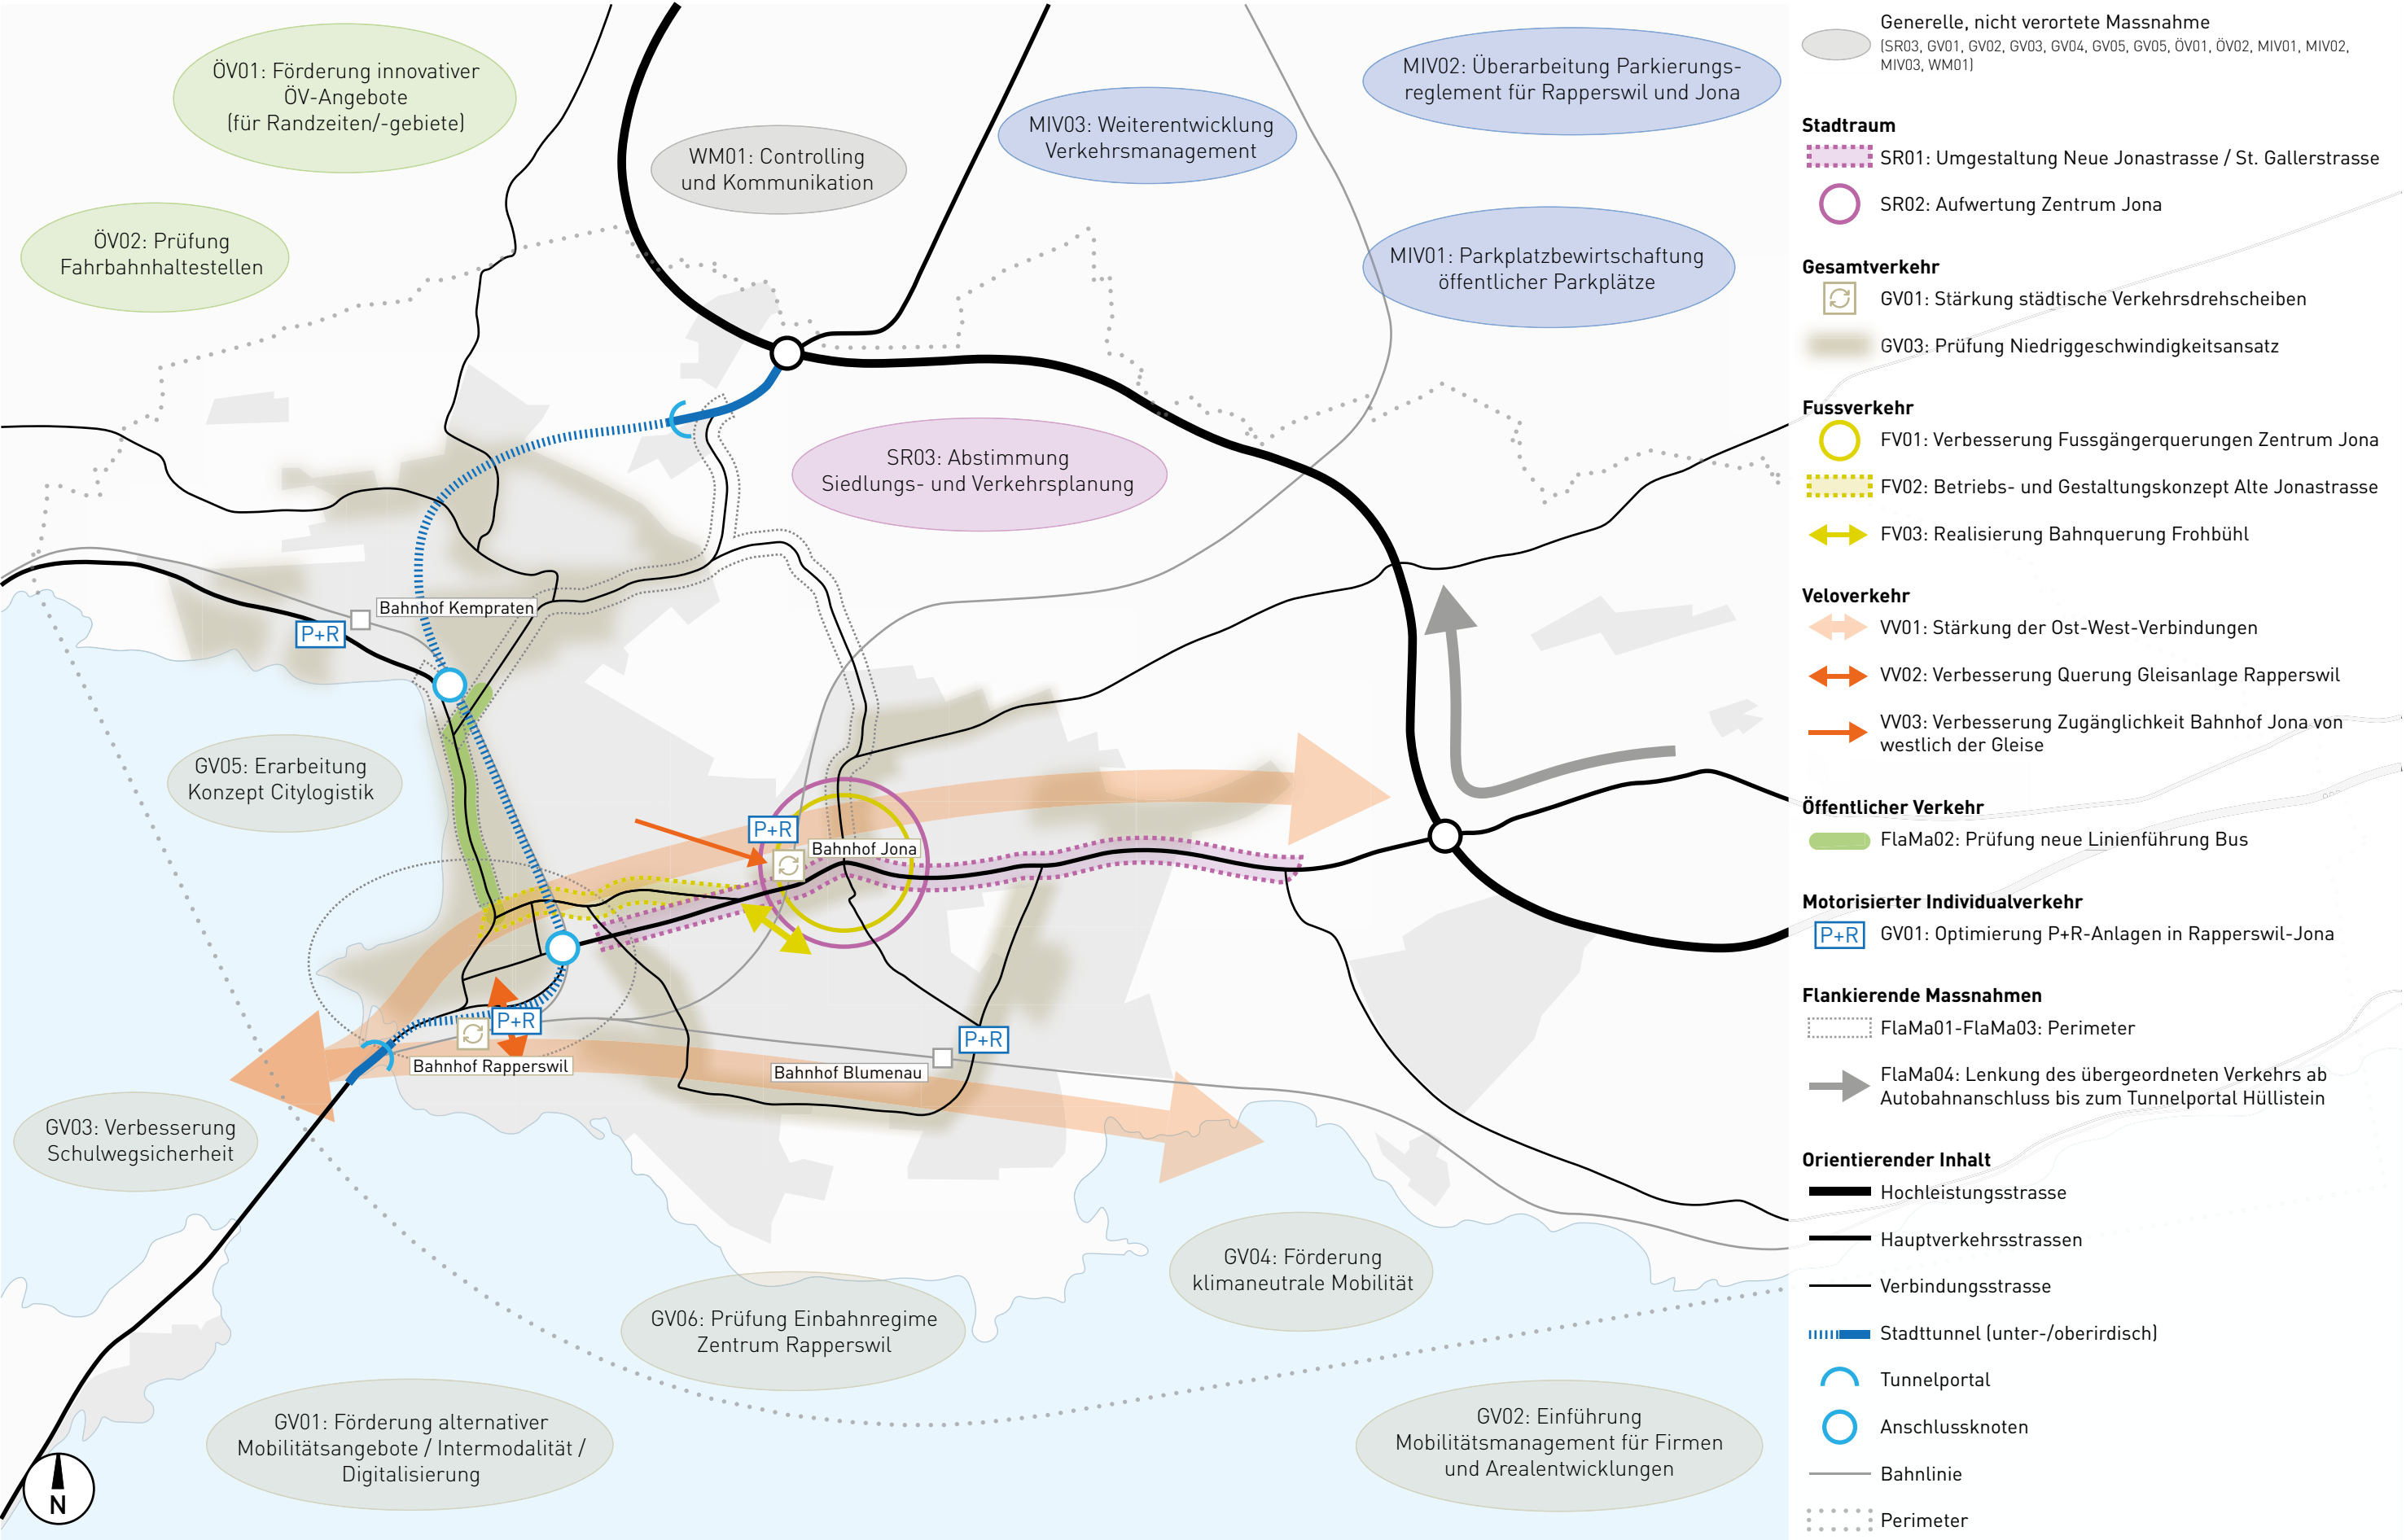 ÖV01: Förderung innovativer
ÖV-Angebote
(für Randzeiten/-gebiete)
ÖV02: Prüfung
Fahrbahnhaltestellen
WM01: Controlling
und Kommunikation
MIV03: Weiterentwicklung
Verkehrsmanagement
MIV02: Überarbeitung Parkierungs-
reglement für Rapperswil und Jona
MIV01: Parkplatzbewirtschaftung
öffentlicher Parkplätze
SR03: Abstimmung
Siedlungs- und Verkehrsplanung
Bahnhof Kempraten
P+R
GV05: Erarbeitung
Konzept Citylogistik
P+R
Bahnhof Jona
P+R
Bahnhof Rapperswil
P+R
Bahnhof Blumenau
GV03: Verbesserung
Schulwegsicherheit
GV04: Förderung
klimaneutrale Mobilität
GV06: Prüfung Einbahnregime
Zentrum Rapperswil
GV01: Förderung alternativer
Mobilitätsangebote / Intermodalität /
Digitalisierung
GV02: Einführung
Mobilitätsmanagement für Firmen
und Arealentwicklungen
N
Generelle, nicht verortete Massnahme
(SR03, GV01, GV02, GV03, GV04, GV05, GV05, ÖV01, ÖV02, MIV01, MIV02,
MIV03, WM01)
Stadtraum
SR01: Umgestaltung Neue Jonastrasse / St. Gallerstrasse
SR02: Aufwertung Zentrum Jona
Gesamtverkehr
GV01: Stärkung städtische Verkehrsdrehscheiben
GV03: Prüfung Niedriggeschwindigkeitsansatz
Fussverkehr
FV01: Verbesserung Fussgängerquerungen Zentrum Jona
FV02: Betriebs- und Gestaltungskonzept Alte Jonastrasse
FV03: Realisierung Bahnquerung Frohbühl
Veloverkehr
VV01: Stärkung der Ost-West-Verbindungen
VV02: Verbesserung Querung Gleisanlage Rapperswil
VV03: Verbesserung Zugänglichkeit Bahnhof Jona von
westlich der Gleise
Öffentlicher Verkehr
FlaMa02: Prüfung neue Linienführung Bus
Motorisierter Individualverkehr
P+R GV01: Optimierung P+R-Anlagen in Rapperswil-Jona
Flankierende Massnahmen
FlaMa01-FlaMa03: Perimeter
FlaMa04: Lenkung des übergeordneten Verkehrs ab
Autobahnanschluss bis zum Tunnelportal Hüllistein
Orientierender Inhalt
Hochleistungsstrasse
Hauptverkehrsstrassen
Verbindungsstrasse
Stadttunnel (unter-/oberirdisch)
Tunnelportal
Anschlussknoten
Bahnlinie
Perimeter